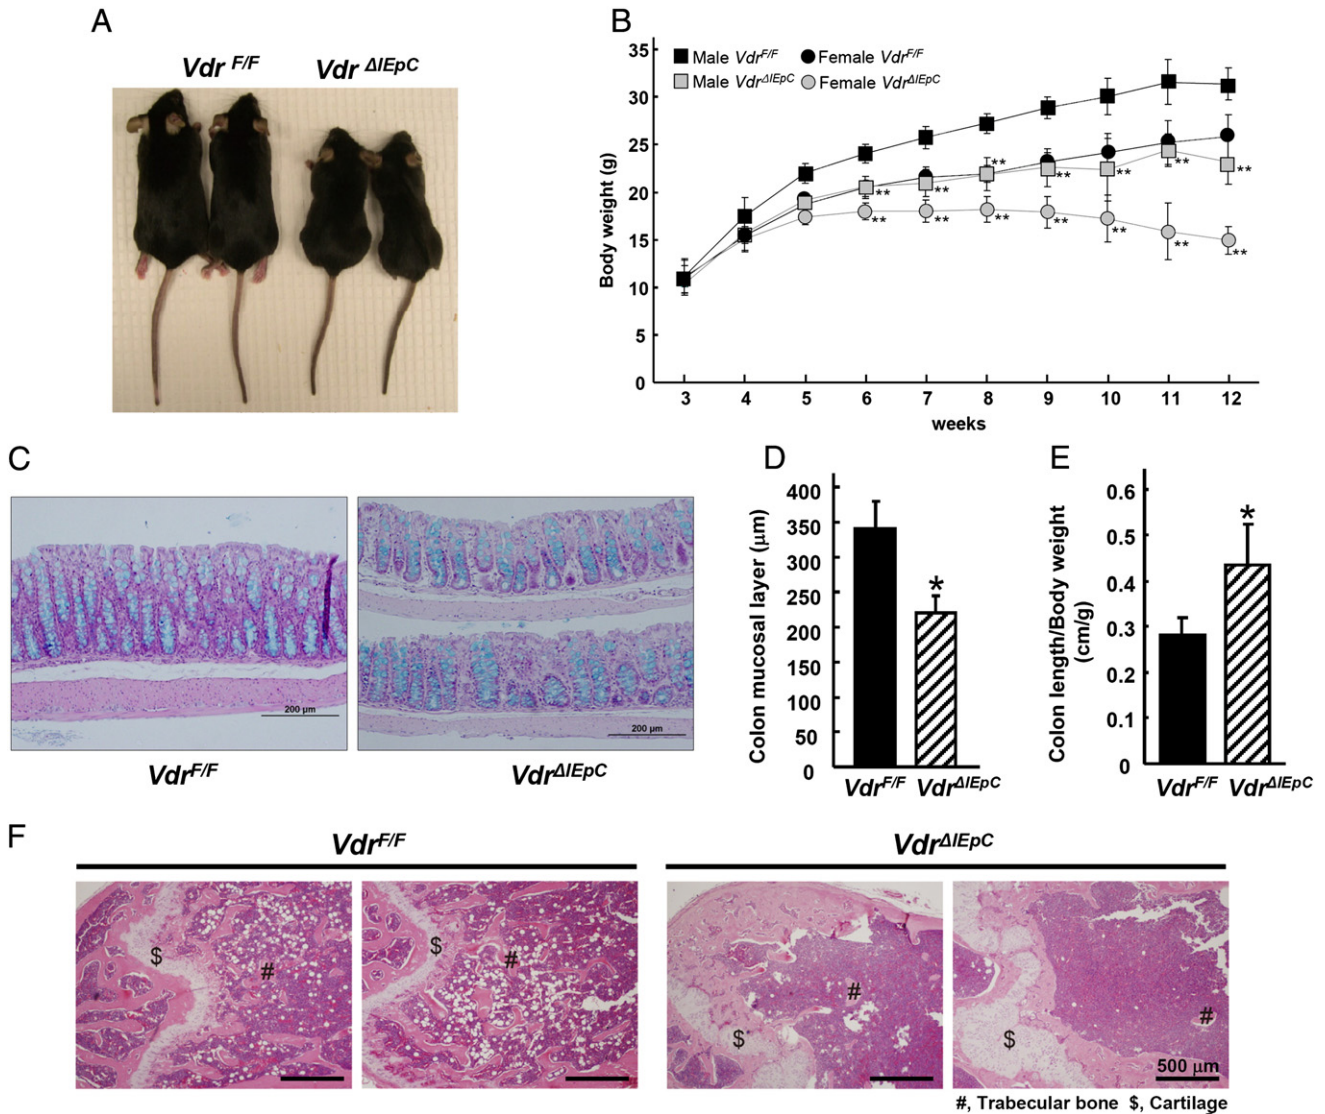 A
Vdr F/F
Vdr ΔIEpC
B
35
30
25
20
15
10
5
0
Body weight (g)
Male VdrF/F
Female VdrF/F
Male VdrΔIEpC
Female VdrΔIEpC
**
**
**
**
**
**
**
**
**
**
**
**
**
**
3 4 5 6 7 8 9 10 11 12
weeks
C
200 µm
200 µm
VdrF/F
VdrΔIEpC
D
400
350
300
250
200
150
100
50
0
Colon mucosal layer (µm)
*
VdrF/F
VdrΔIEpC
E
0.6
0.5
0.4
0.3
0.2
0.1
0
Colon length/Body weight
(cm/g)
*
VdrF/F
VdrΔIEpC
F
VdrF/F
VdrΔIEpC
$
#
$
#
$
#
$
#
500 µm
#, Trabecular bone $, Cartilage